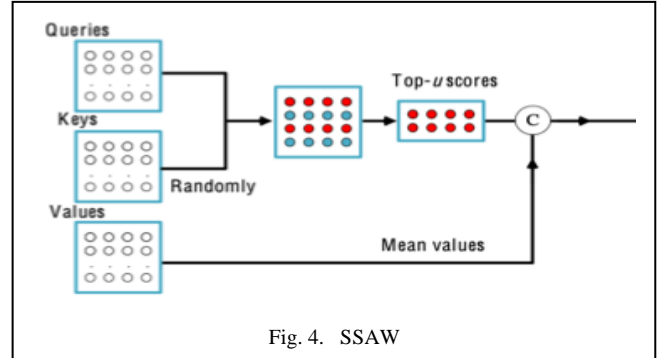 Queries
Keys
Randomly
Values
Top-u scores
C
Mean values
Fig. 4. SSAW